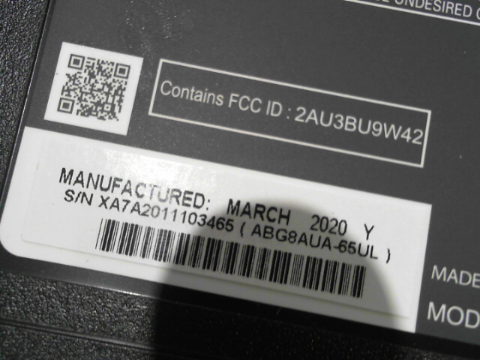 UNDESIRED
Contains FCC ID : 2AU3BU9W42
MANUFACTURED: MARCH 2020 Y
S/N XA7A2011103465 ( ABG8AUA-65UL )
MADE
MOD